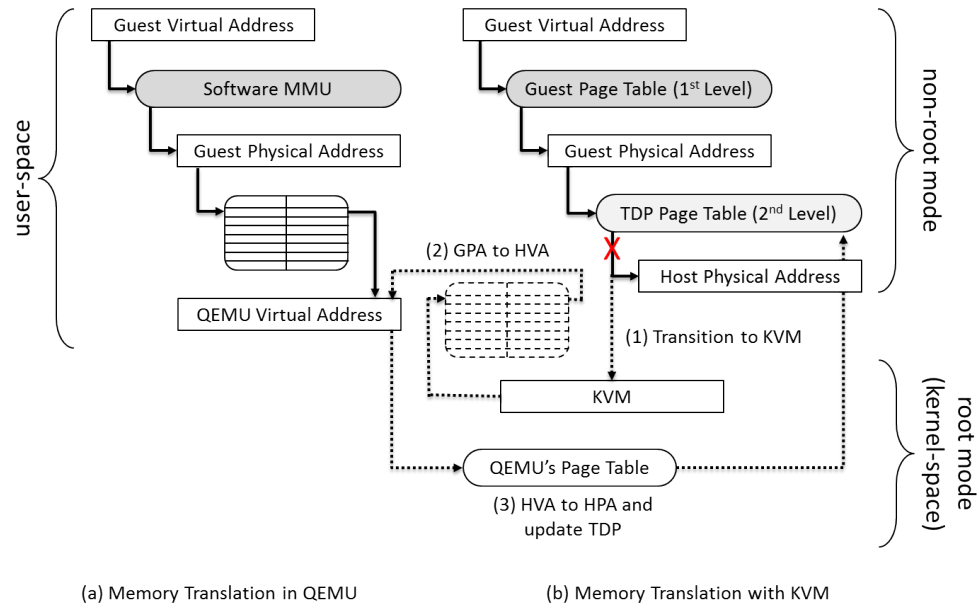 Guest Virtual Address
Software MMU
Guest Physical Address
QEMU Virtual Address
user-space
Guest Virtual Address
Guest Page Table (1st Level)
Guest Physical Address
TDP Page Table (2nd Level)
X
Host Physical Address
(2) GPA to HVA
(1) Transition to KVM
KVM
QEMU's Page Table
(3) HVA to HPA and
update TDP
non-root mode
root mode
(kernel-space)
(a) Memory Translation in QEMU
(b) Memory Translation with KVM